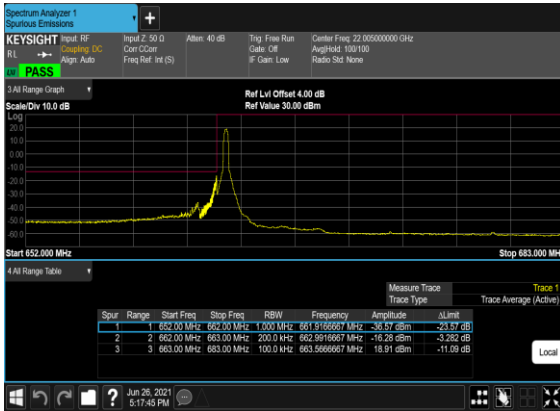 Spectrum Analyzer 1
Spurious Emissions
+
KEYSIGHT Input: RF Input Z: 50 Ω Atten: 40 dB Trig: Free Run Center Freq: 22.005000000 GHz
RL Coupling: DC Corr CCorr Gate: Off Avg|Hold: 100/100
Align: Auto Freq Ref: Int (S) IF Gain: Low Radio Std: None
LXI PASS
3 All Range Graph
Ref Lvl Offset 4.00 dB
Scale/Div 10.0 dB Ref Value 30.00 dBm
Log
20.0
10.0
0.00
-10.0
-20.0
-30.0
-40.0
-50.0
-60.0
Start 652.000 MHz Stop 683.000 MH
4 All Range Table
Measure Trace Trace 1
Trace Type Trace Average (Active)
Spur Range Start Freq Stop Freq RBW Frequency Amplitude ΔLimit
1 1 652.00 MHz 662.00 MHz 1.000 MHz 661.9166667 MHz -36.57 dBm -23.57 dB
2 2 662.00 MHz 663.00 MHz 200.0 kHz 662.9916667 MHz -16.28 dBm -3.282 dB
3 3 663.00 MHz 683.00 MHz 100.0 kHz 663.5666667 MHz 18.91 dBm -11.09 dB
Local
? Jun 26, 2021
5:17:45 PM